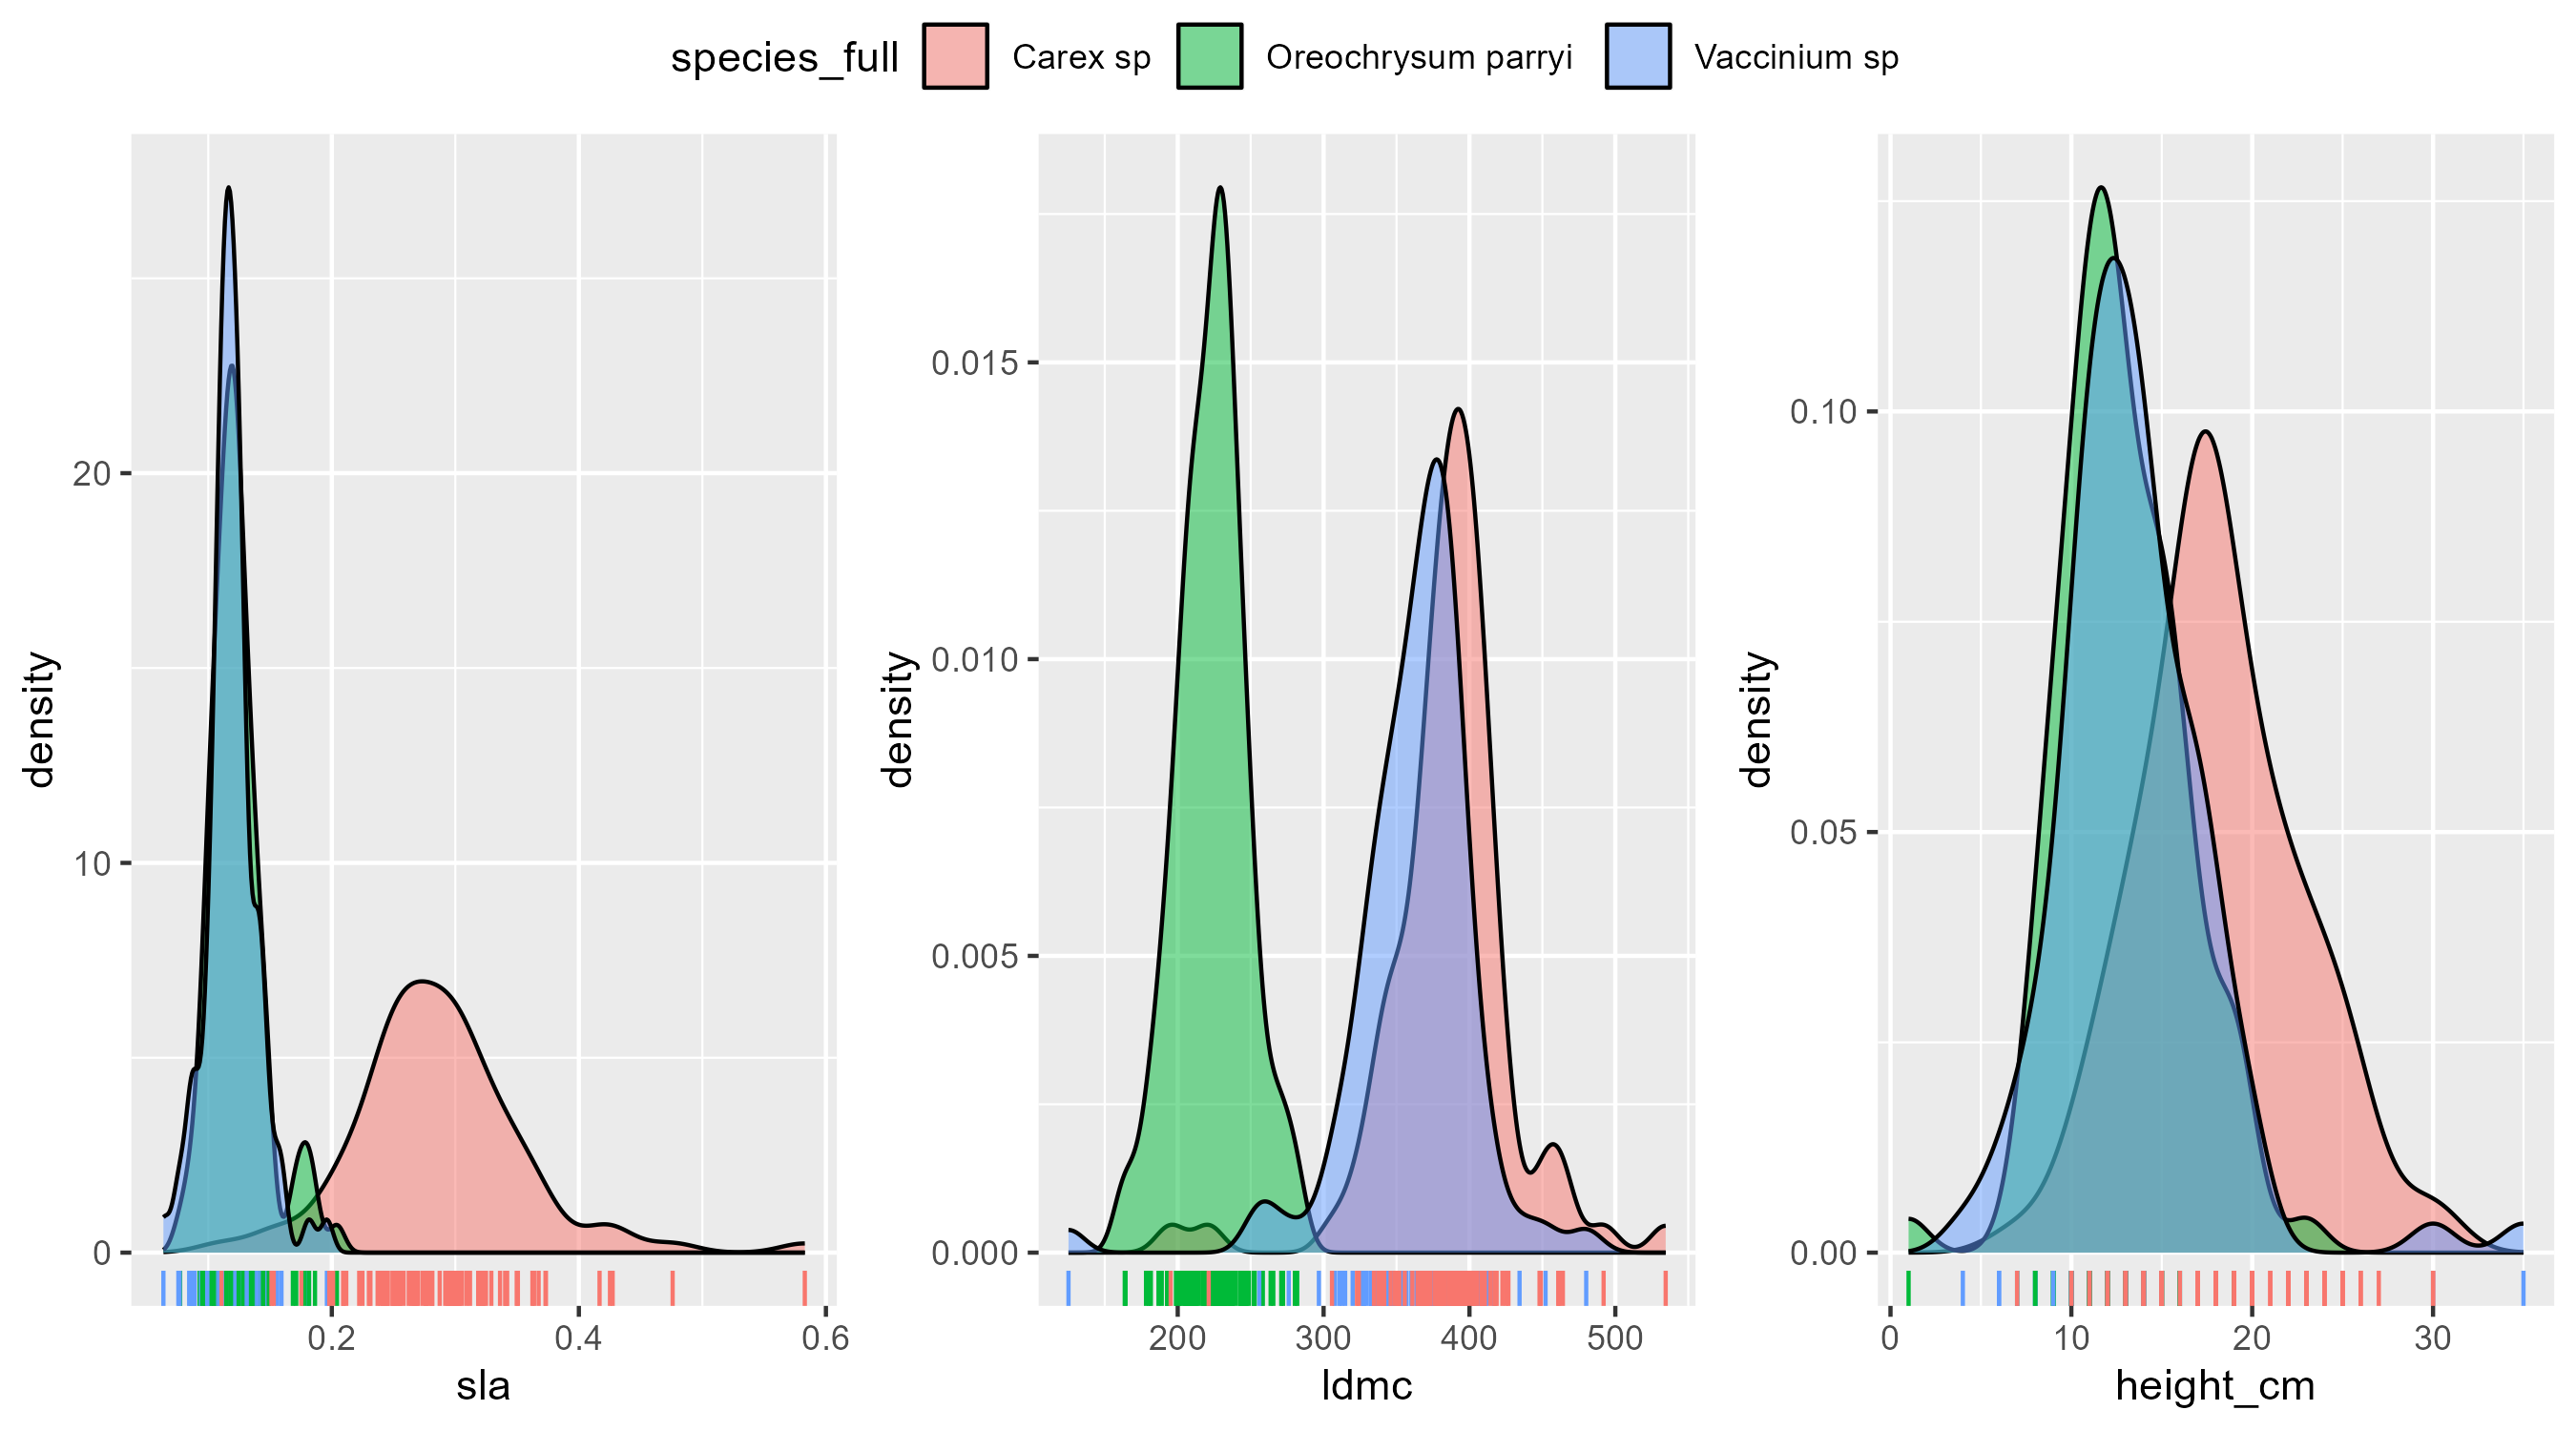 species_full Carex sp Oreochrysum parryi Vaccinium sp
density
20
10
0
0.2 0.4 0.6
sla
density
0.015
0.010
0.005
0.000
200 300 400 500
ldmc
density
0.10
0.05
0.00
0 10 20 30
height_cm